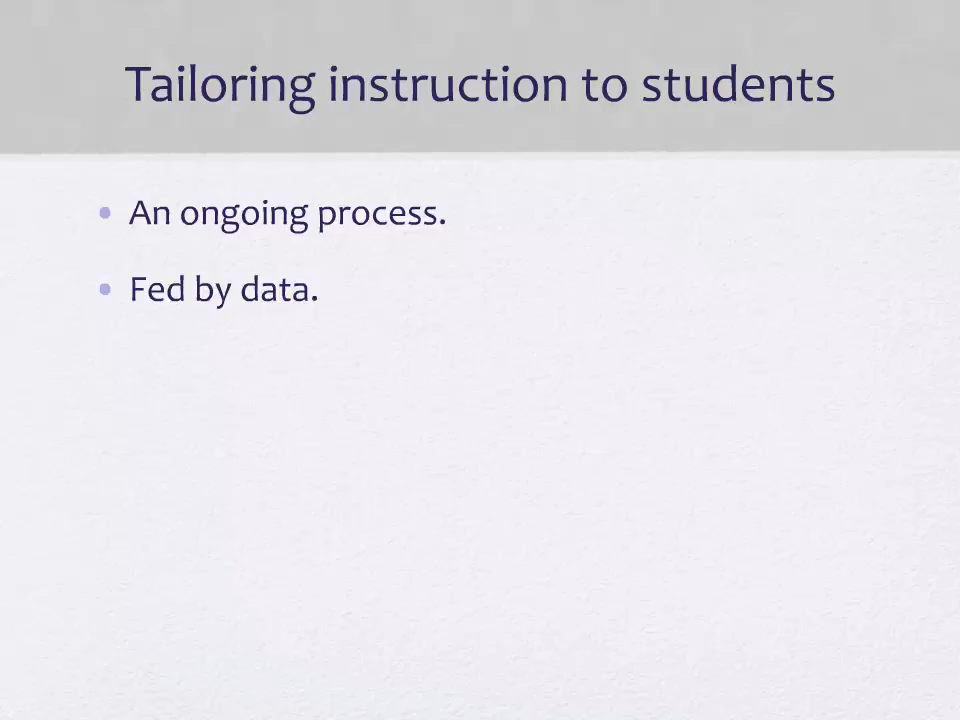 Tailoring instruction to students
• An ongoing process.
• Fed by data.